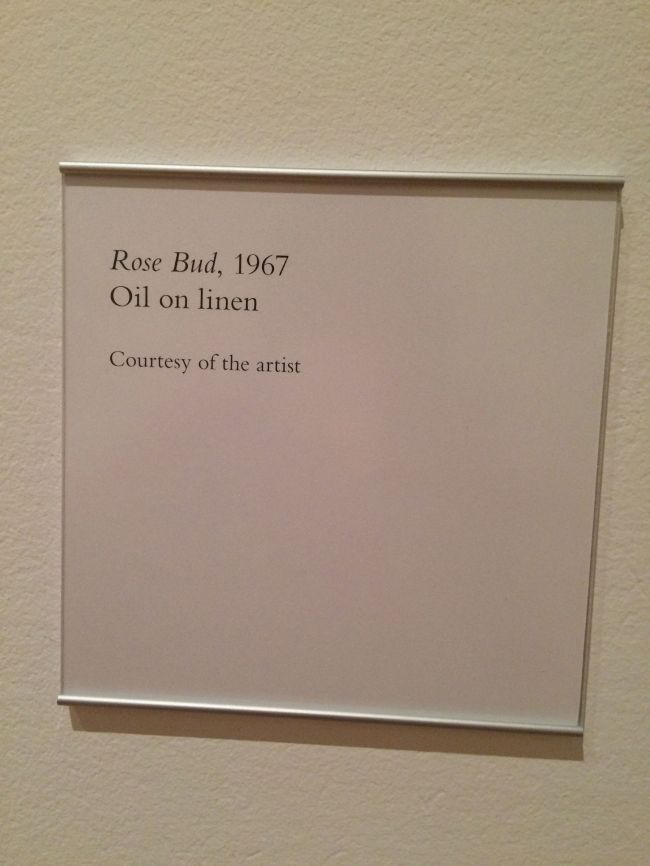 Rose Bud, 1967
Oil on linen
Courtesy of the artist